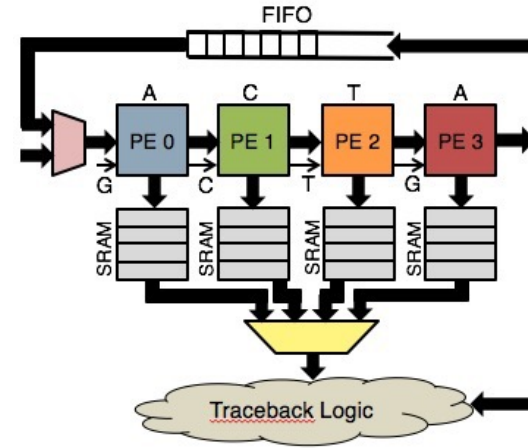 FIFO
A C T A
PE 0 PE 1 PE 2 PE 3
G C T G
SRAM SRAM SRAM SRAM
Traceback Logic